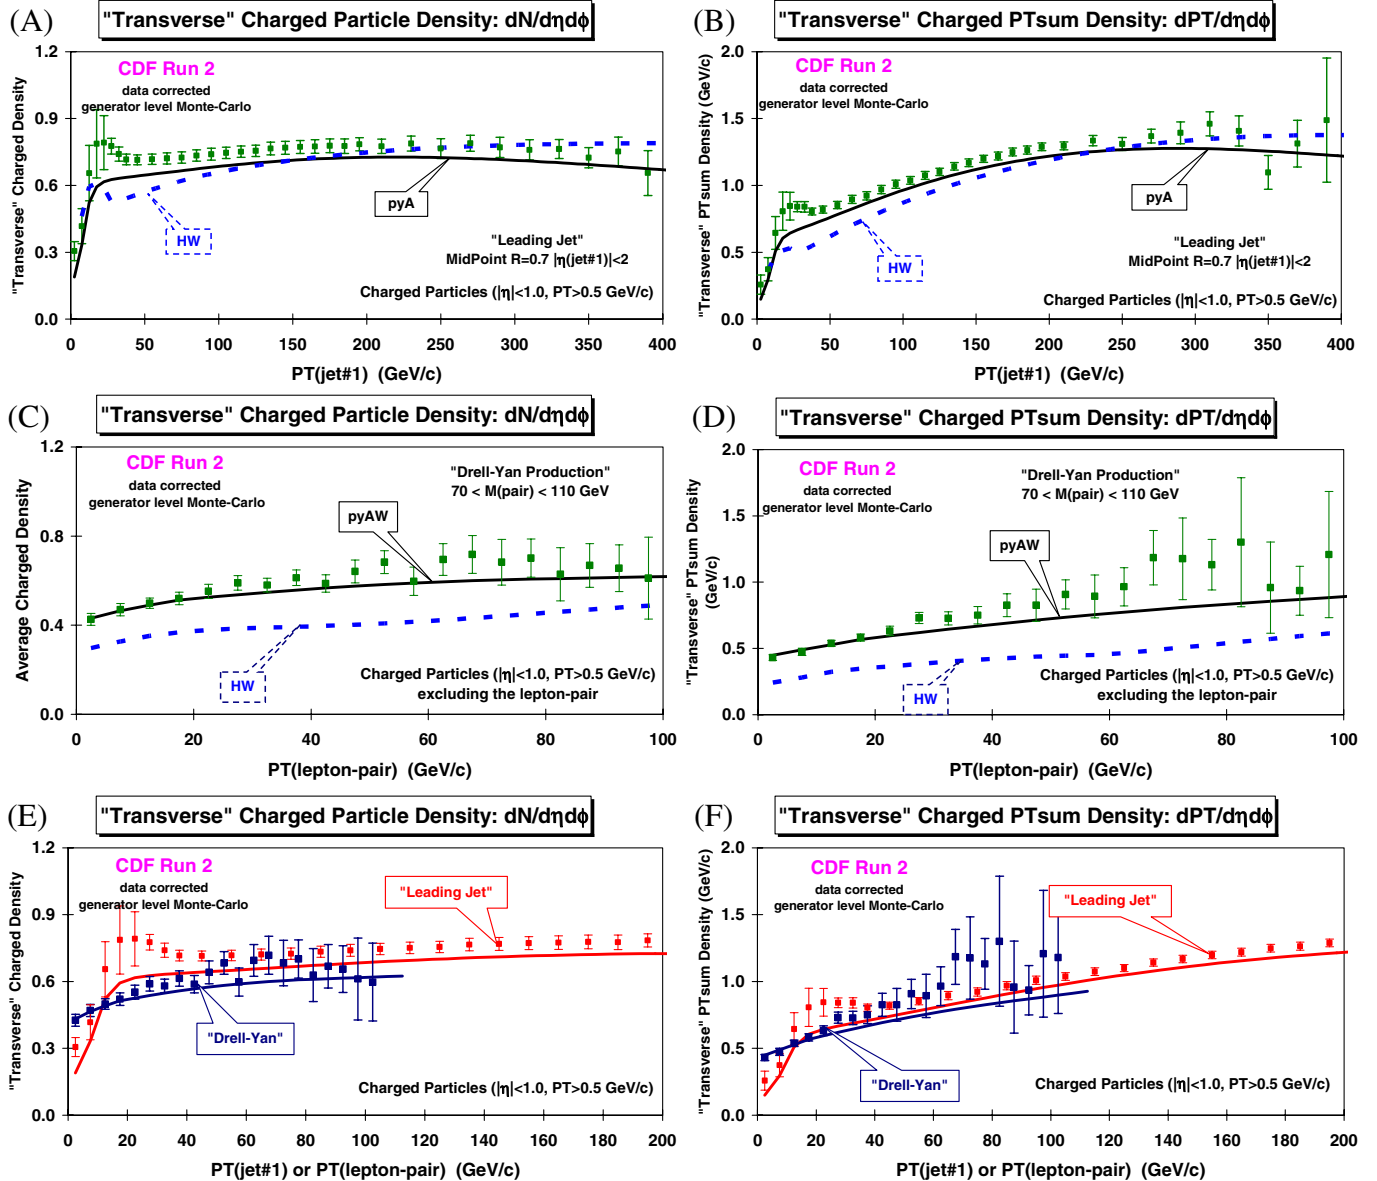 (A)
"Transverse" Charged Particle Density: dN/dηdϕ
"Transverse" Charged Density
1.2
0.9
0.6
0.3
0.0
CDF Run 2
data corrected
generator level Monte-Carlo
pyA
HW
"Leading Jet"
MidPoint R=0.7 |η(jet#1)|<2
Charged Particles (|η|<1.0, PT>0.5 GeV/c)
0 50 100 150 200 250 300 350 400
PT(jet#1) (GeV/c)
(B)
"Transverse" Charged PTsum Density: dPT/dηdϕ
"Transverse" PTsum Density (GeV/c)
2.0
1.5
1.0
0.5
0.0
CDF Run 2
data corrected
generator level Monte-Carlo
pyA
HW
"Leading Jet"
MidPoint R=0.7 |η(jet#1)|<2
Charged Particles (|η|<1.0, PT>0.5 GeV/c)
0 50 100 150 200 250 300 350 400
PT(jet#1) (GeV/c)
(C)
"Transverse" Charged Particle Density: dN/dηdϕ
Average Charged Density
1.2
0.8
0.4
0.0
CDF Run 2
data corrected
generator level Monte-Carlo
"Drell-Yan Production"
70 < M(pair) < 110 GeV
pyAW
HW
Charged Particles (|η|<1.0, PT>0.5 GeV/c)
excluding the lepton-pair
0 20 40 60 80 100
PT(lepton-pair) (GeV/c)
(D)
"Transverse" Charged PTsum Density: dPT/dηdϕ
"Transverse" PTsum Density
(GeV/c)
2.0
1.5
1.0
0.5
0.0
CDF Run 2
data corrected
generator level Monte-Carlo
"Drell-Yan Production"
70 < M(pair) < 110 GeV
pyAW
HW
Charged Particles (|η|<1.0, PT>0.5 GeV/c)
excluding the lepton-pair
0 20 40 60 80 100
PT(lepton-pair) (GeV/c)
(E)
"Transverse" Charged Particle Density: dN/dηdϕ
"Transverse" Charged Density
1.2
0.9
0.6
0.3
0.0
CDF Run 2
data corrected
generator level Monte-Carlo
"Leading Jet"
"Drell-Yan"
Charged Particles (|η|<1.0, PT>0.5 GeV/c)
0 20 40 60 80 100 120 140 160 180 200
PT(jet#1) or PT(lepton-pair) (GeV/c)
(F)
"Transverse" Charged PTsum Density: dPT/dηdϕ
"Transverse" PTsum Density (GeV/c)
2.0
1.5
1.0
0.5
0.0
CDF Run 2
data corrected
generator level Monte-Carlo
"Leading Jet"
"Drell-Yan"
Charged Particles (|η|<1.0, PT>0.5 GeV/c)
0 20 40 60 80 100 120 140 160 180 200
PT(jet#1) or PT(lepton-pair) (GeV/c)